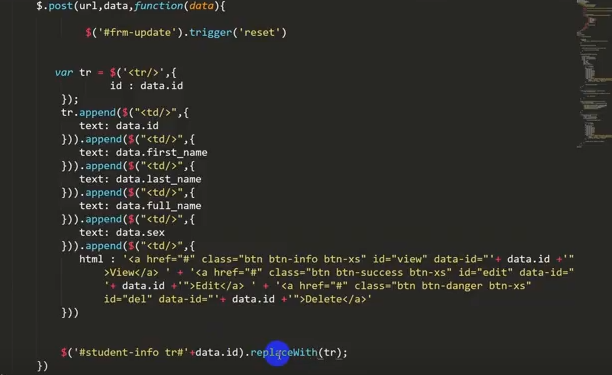 $.post(url,data,function(data){
$('#frm-update').trigger('reset')
var tr = $('<tr/>',{
id : data.id
});
tr.append($("<td/>",{
text: data.id
})).append($("<td/>",{
text: data.first_name
})).append($("<td/>",{
text: data.last_name
})).append($("<td/>",{
text: data.full_name
})).append($("<td/>",{
text: data.sex
})).append($("<td/>",{
html : '<a href="#" class="btn btn-info btn-xs" id="view" data-id="'+ data.id +'"
>View</a> ' + '<a href="#" class="btn btn-success btn-xs" id="edit" data-id="
'+ data.id +'">Edit</a> ' + '<a href="#" class="btn btn-danger btn-xs"
id="del" data-id="'+ data.id +'">Delete</a>'
}))
$('#student-info tr#'+data.id).replaceWith(tr);
})